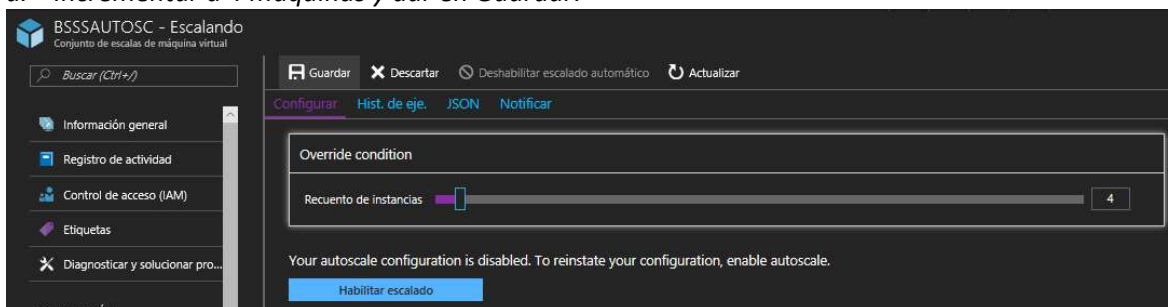 a. Incrementar a 4 máquinas y dar en Guardar.
BSSSAUTOSC - Escalando
Conjunto de escalas de máquina virtual
Buscar (Ctrl+/)
Guardar Descartar Deshabilitar escalado automático Actualizar
Configurar Hist. de eje. JSON Notificar
Información general
Registro de actividad
Control de acceso (IAM)
Etiquetas
Diagnosticar y solucionar pro...
Override condition
Recuento de instancias 4
Your autoscale configuration is disabled. To reinstate your configuration, enable autoscale.
Habilitar escalado